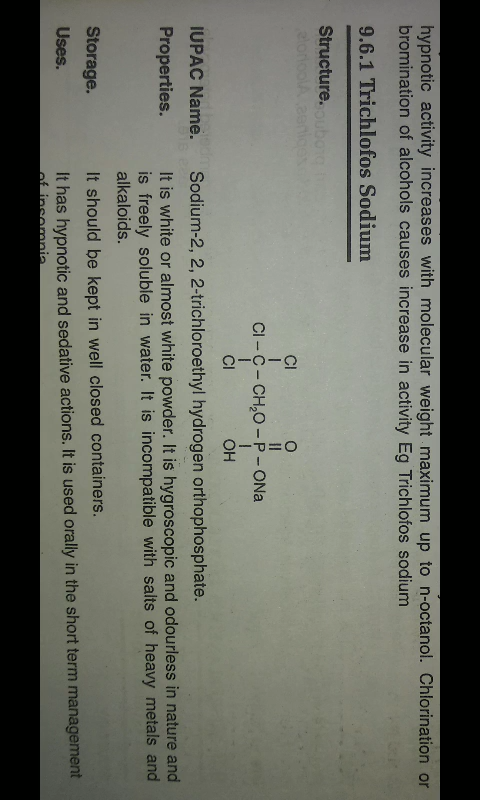 hypnotic activity increases with molecular weight maximum up to n-octanol. Chlorination or
bromination of alcohols causes increase in activity Eg Trichlofos sodium
9.6.1 Trichlofos Sodium
Structure.
Cl O
Cl – C – CH₂O – P – ONa
Cl OH
IUPAC Name. Sodium-2, 2, 2-trichloroethyl hydrogen orthophosphate.
Properties. It is white or almost white powder. It is hygroscopic and odourless in nature and
is freely soluble in water. It is incompatible with salts of heavy metals and
alkaloids.
Storage. It should be kept in well closed containers.
Uses. It has hypnotic and sedative actions. It is used orally in the short term management
of insomnia